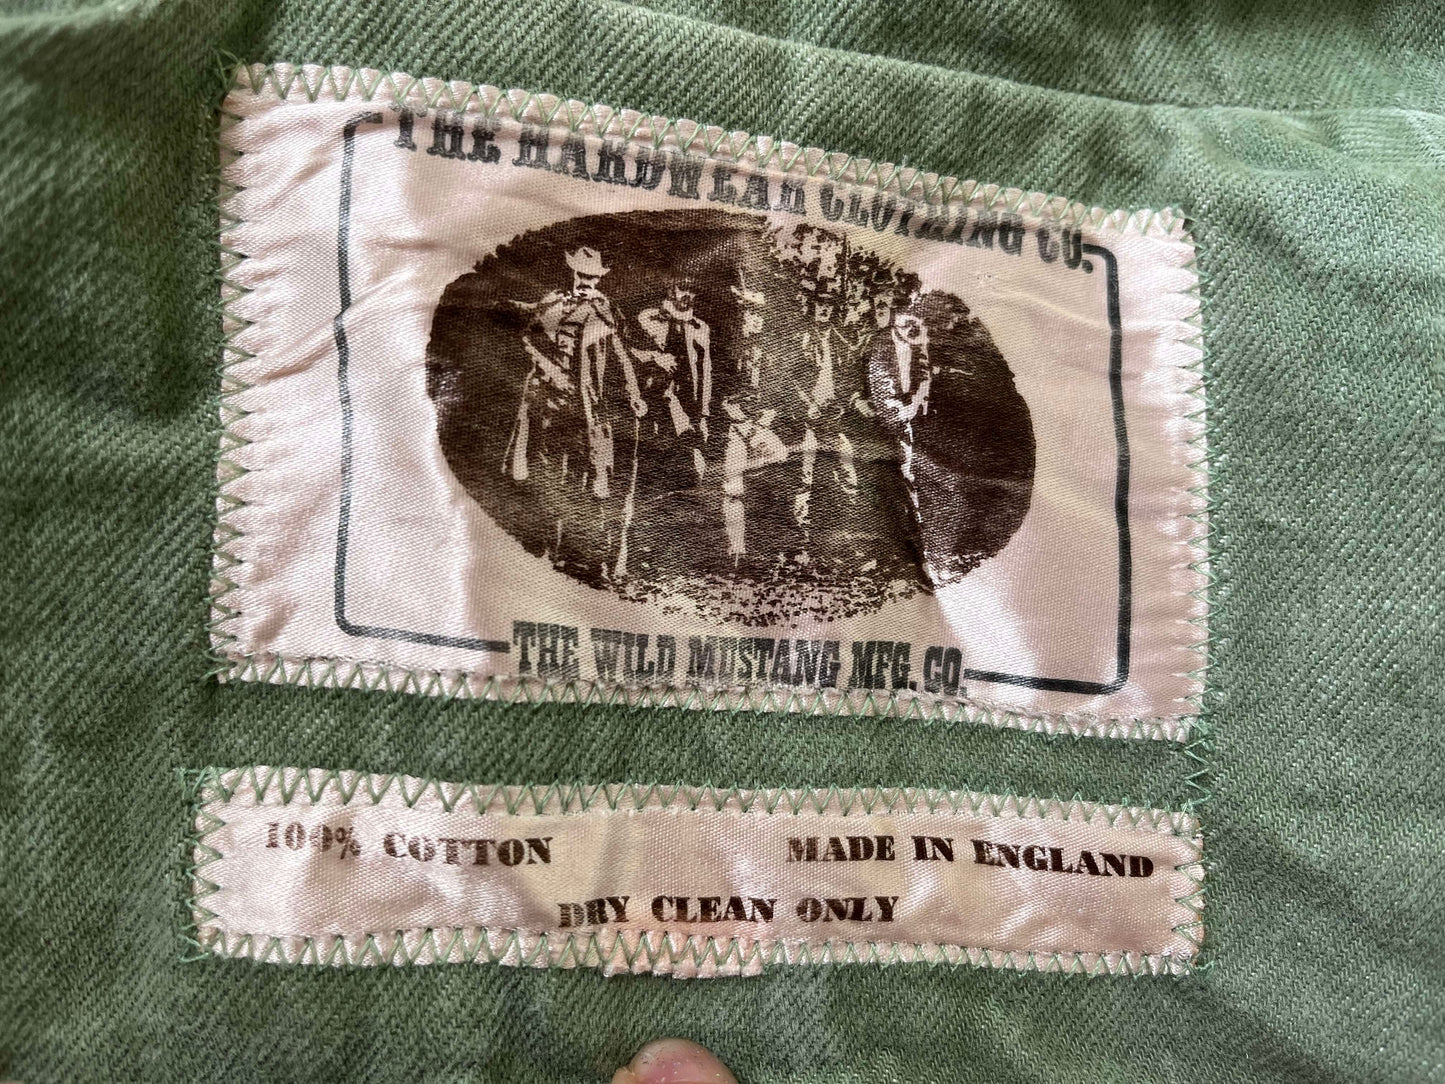 THE HARDWEAR CLOTHING CO.
THE WILD MUSTANG MFG. CO.
100% COTTON MADE IN ENGLAND
DRY CLEAN ONLY